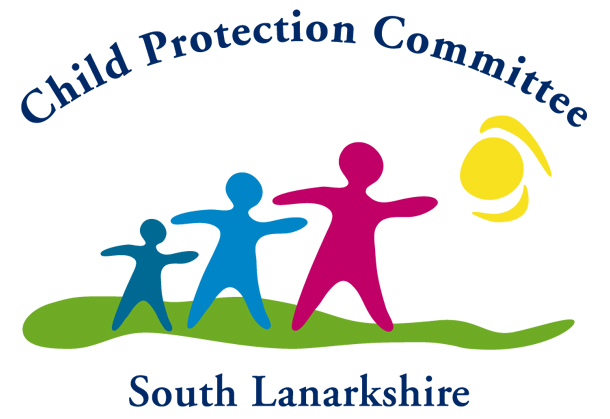 Child Protection Committee
South Lanarkshire